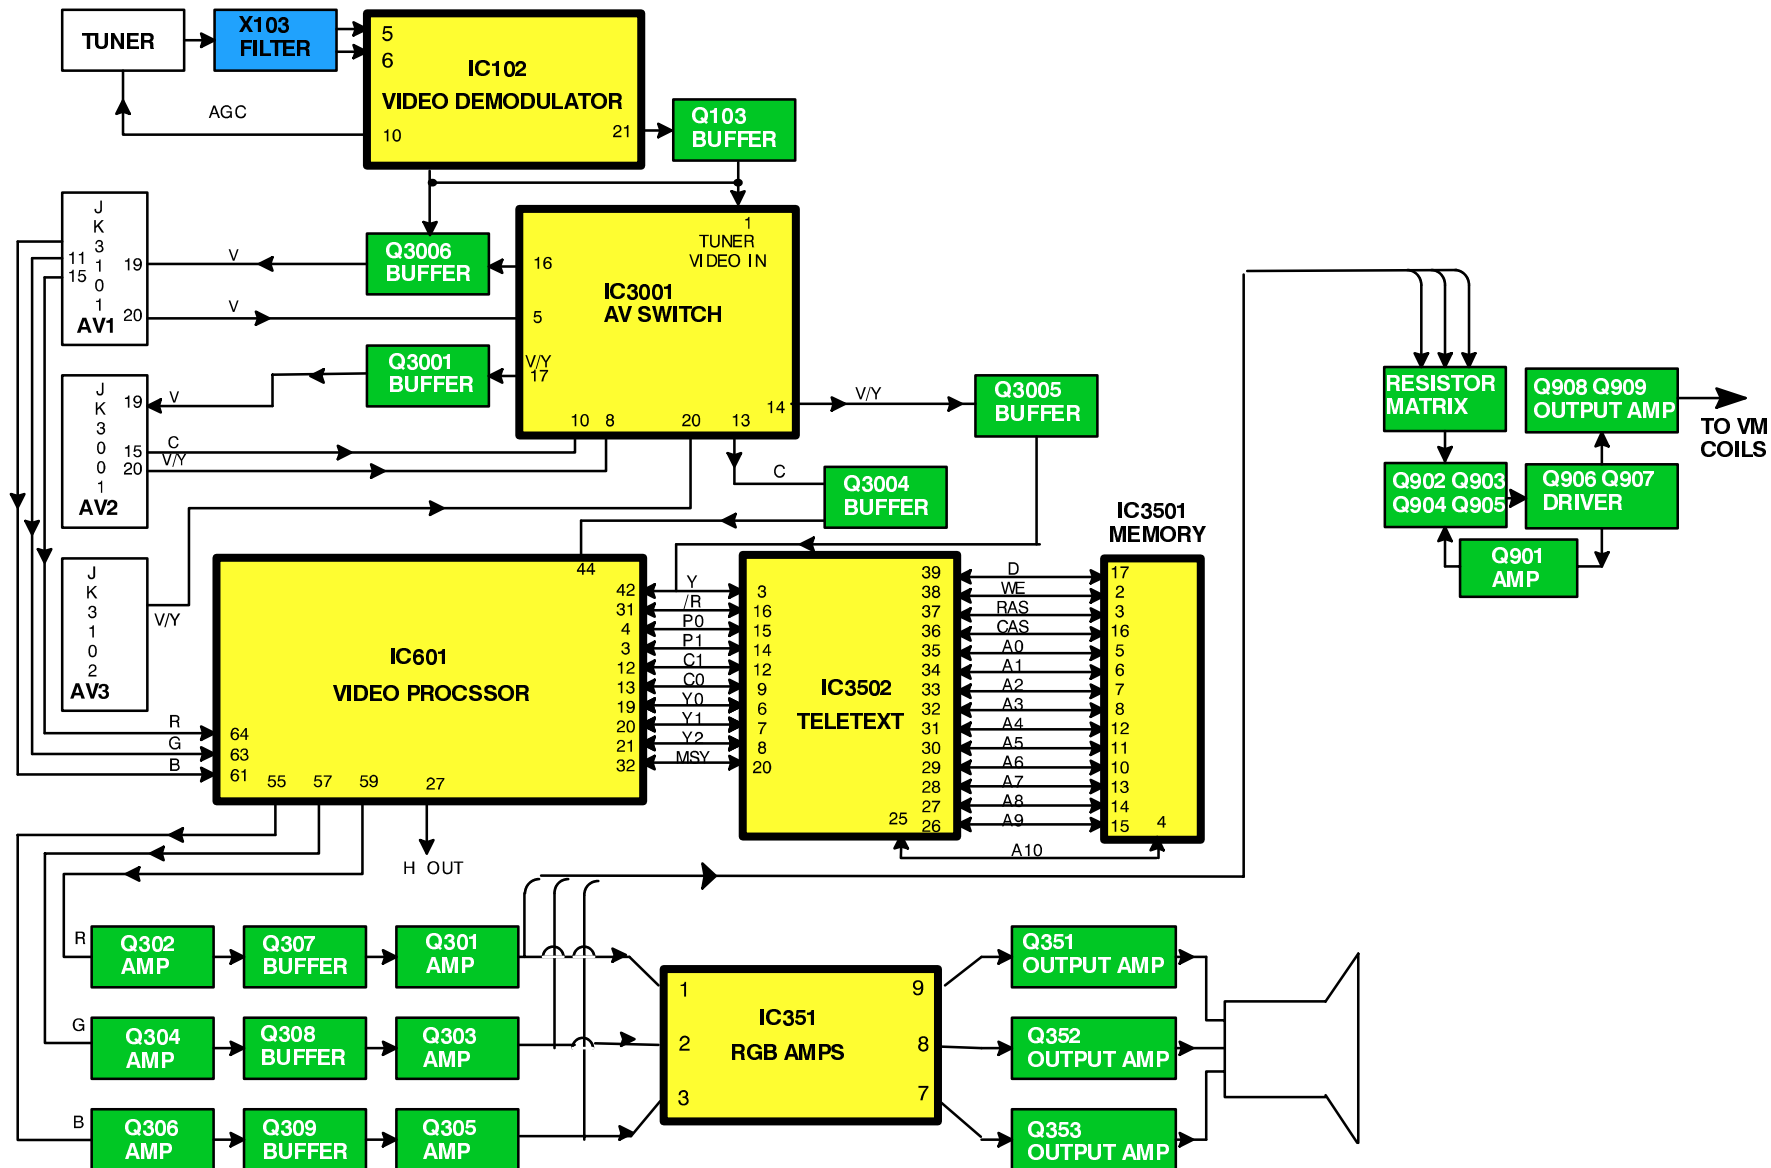 TUNER
X103
FILTER
5
6
IC102
VIDEO DEMODULATOR
10
21
AGC
Q103
BUFFER
J
K
3
1
0
1
11
15
19
20
AV1
V
V
Q3006
BUFFER
16
5
1
TUNER
VIDEO IN
IC3001
AV SWITCH
V/Y
17
10
8
20
13
14
Q3001
BUFFER
V
J
K
3
0
0
1
19
15
20
AV2
C
V/Y
V/Y
Q3005
BUFFER
C
Q3004
BUFFER
J
K
3
1
0
2
AV3
V/Y
44
IC601
VIDEO PROCSSOR
42
31
4
3
12
13
19
20
21
32
64
63
61
55
57
59
27
R
G
B
H OUT
Y
/R
P0
P1
C1
C0
Y0
Y1
Y2
MSY
3
16
15
14
12
9
6
7
8
20
IC3502
TELETEXT
39
38
37
36
35
34
33
32
31
30
29
28
27
26
25
D
WE
RAS
CAS
A0
A1
A2
A3
A4
A5
A6
A7
A8
A9
A10
IC3501
MEMORY
17
2
3
16
5
6
7
8
12
11
10
13
14
15
4
RESISTOR
MATRIX
Q908 Q909
OUTPUT AMP
TO VM
COILS
Q902 Q903
Q904 Q905
Q906 Q907
DRIVER
Q901
AMP
R
Q302
AMP
Q307
BUFFER
Q301
AMP
G
Q304
AMP
Q308
BUFFER
Q303
AMP
B
Q306
AMP
Q309
BUFFER
Q305
AMP
1
2
3
IC351
RGB AMPS
9
8
7
Q351
OUTPUT AMP
Q352
OUTPUT AMP
Q353
OUTPUT AMP